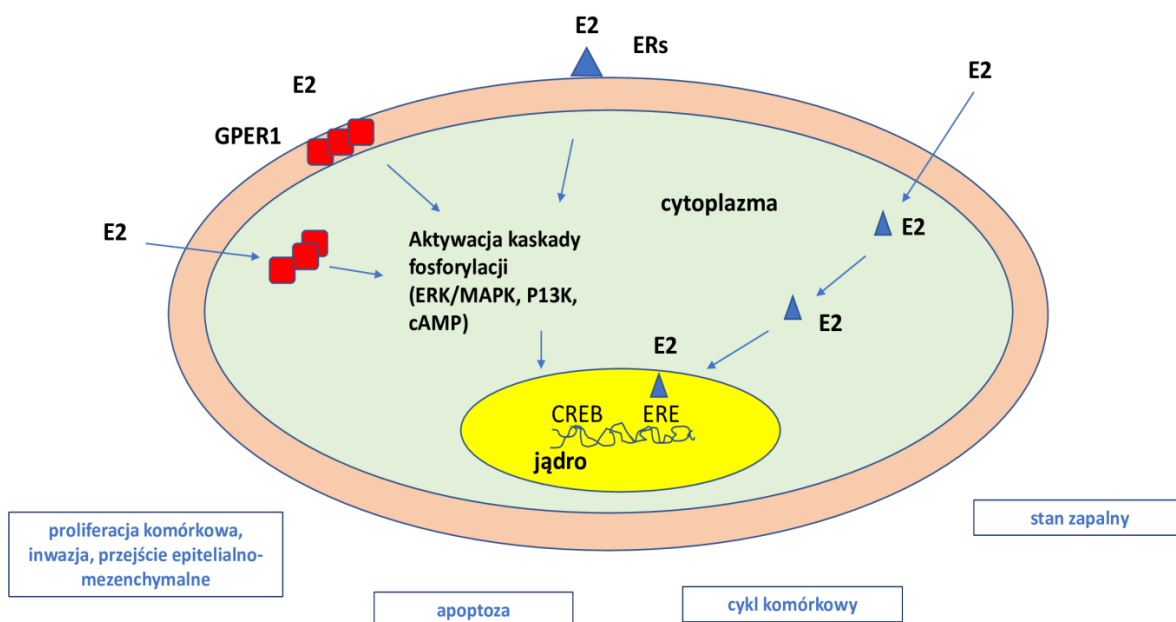 E2
ERs
E2
E2
GPER1
cytoplazma
E2
E2
Aktywacja kaskady
fosforylacji
(ERK/MAPK, P13K,
cAMP)
E2
E2
CREB
ERE
jądro
proliferacja komórkowa,
inwazja, przejście epitelialno-
mezenchymalne
stan zapalny
apoptoza
cykl komórkowy